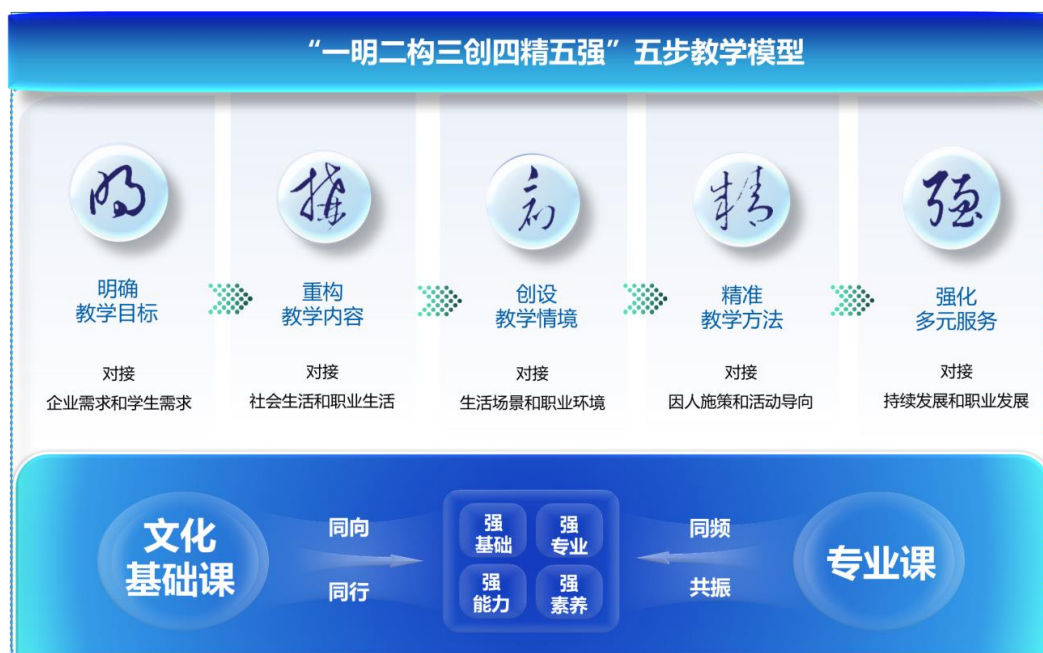 “一明二构三创四精五强”五步教学模型
明
構
创
精
强
明确
教学目标
重构
教学内容
创设
教学情境
精准
教学方法
强化
多元服务
对接
企业需求和学生需求
对接
社会生活和职业生活
对接
生活场景和职业环境
对接
因人施策和活动导向
对接
持续发展和职业发展
文化
基础课
同向
同行
强
基础
强
专业
强
能力
强
素养
同频
共振
专业课